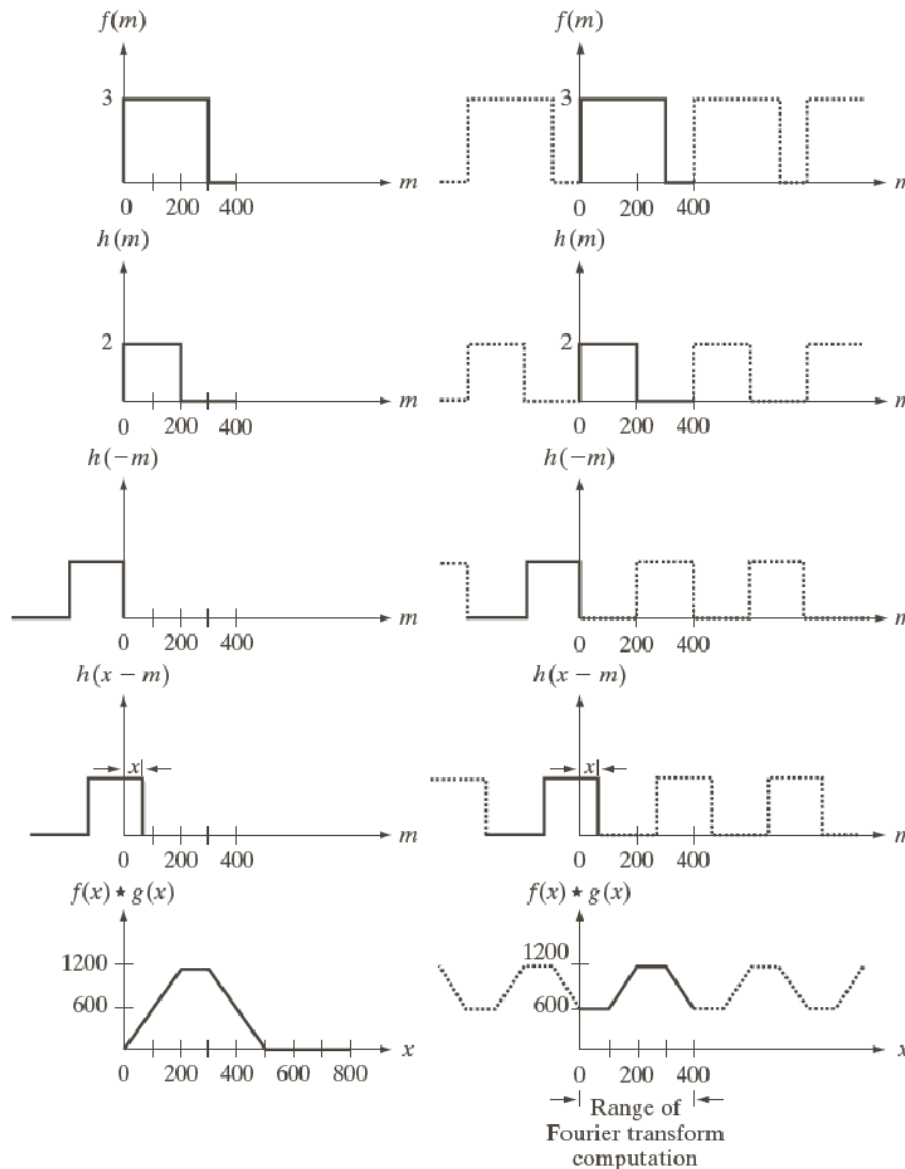 f(m) f(m)
3 3
m m
0 200 400 0 200 400
h(m) h(m)
2 2
m m
0 200 400 0 200 400
h(−m) h(−m)
m m
0 200 400 0 200 400
h(x − m) h(x − m)
x x
m m
0 200 400 0 200 400
f(x) ★ g(x) f(x) ★ g(x)
1200 1200
600 600
x x
0 200 400 600 800 0 200 400
Range of
Fourier transform
computation